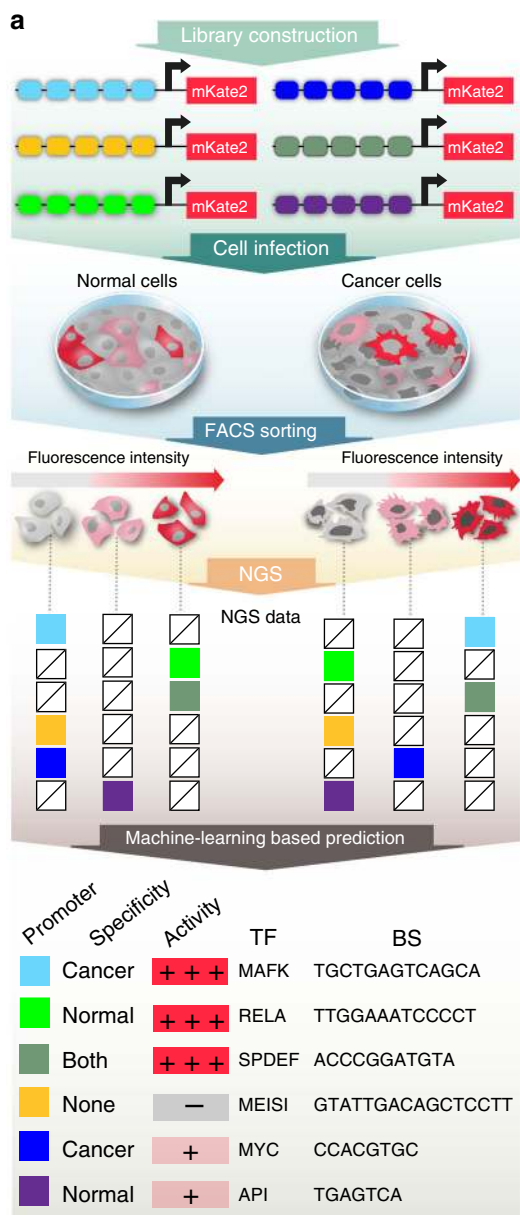 a
Library construction
mKate2 mKate2
mKate2 mKate2
mKate2 mKate2
Cell infection
Normal cells Cancer cells
FACS sorting
Fluorescence intensity Fluorescence intensity
NGS
NGS data
Machine-learning based prediction
Promoter Specificity Activity TF BS
Cancer + + + MAFK TGCTGAGTCAGCA
Normal + + + RELA TTGGAAATCCCCT
Both + + + SPDEF ACCCGGATGTA
None − MEISI GTATTGACAGCTCCTT
Cancer + MYC CCACGTGC
Normal + API TGAGTCA